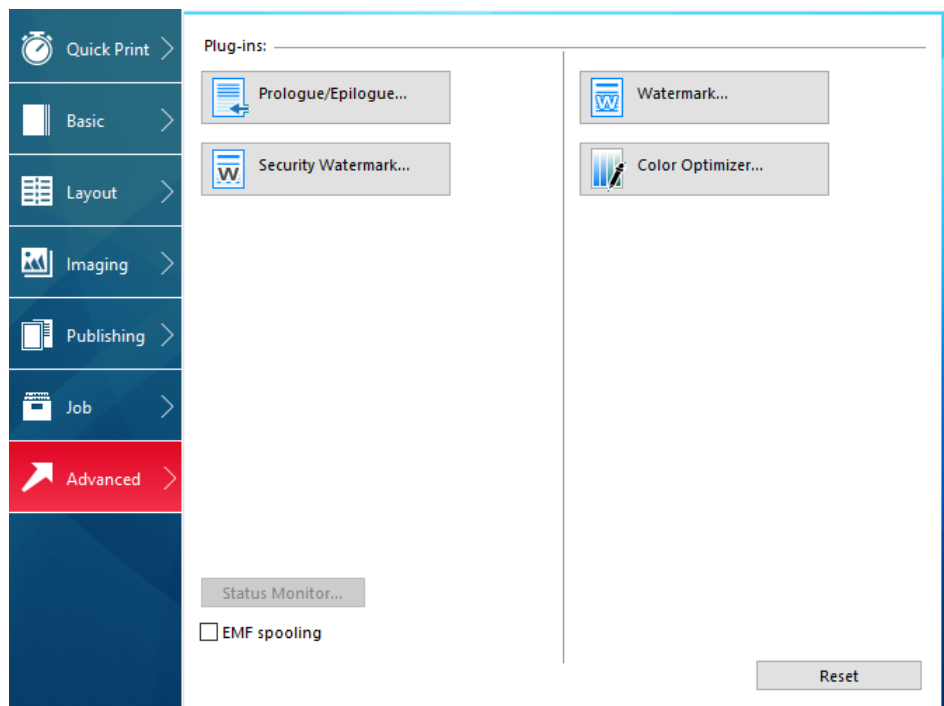 Quick Print
Basic
Layout
Imaging
Publishing
Job
Advanced
Plug-ins:
Prologue/Epilogue...
Watermark...
Security Watermark...
Color Optimizer...
Status Monitor...
EMF spooling
Reset